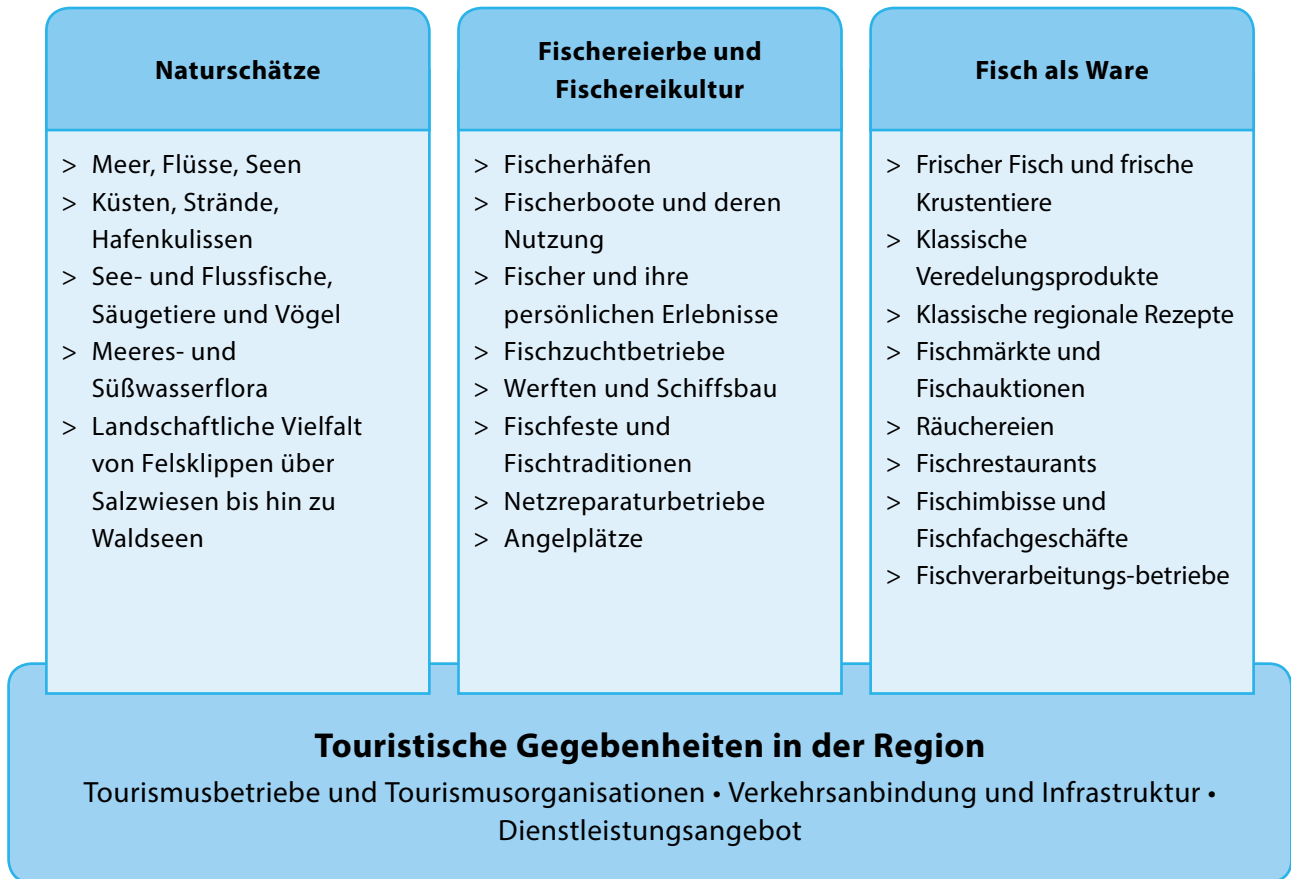 Naturschätze
> Meer, Flüsse, Seen
> Küsten, Strände,
Hafenkulissen
> See- und Flussfische,
Säugetiere und Vögel
> Meeres- und
Süßwasserflora
> Landschaftliche Vielfalt
von Felsklippen über
Salzwiesen bis hin zu
Waldseen
Fischereierbe und
Fischereikultur
> Fischerhäfen
> Fischerboote und deren
Nutzung
> Fischer und ihre
persönlichen Erlebnisse
> Fischzuchtbetriebe
> Werften und Schiffsbau
> Fischfeste und
Fischtraditionen
> Netzreparaturbetriebe
> Angelplätze
Fisch als Ware
> Frischer Fisch und frische
Krustentiere
> Klassische
Veredelungsprodukte
> Klassische regionale Rezepte
> Fischmärkte und
Fischauktionen
> Räuchereien
> Fischrestaurants
> Fischimbisse und
Fischfachgeschäfte
> Fischverarbeitungs-betriebe
Touristische Gegebenheiten in der Region
Tourismusbetriebe und Tourismusorganisationen • Verkehrsanbindung und Infrastruktur •
Dienstleistungsangebot